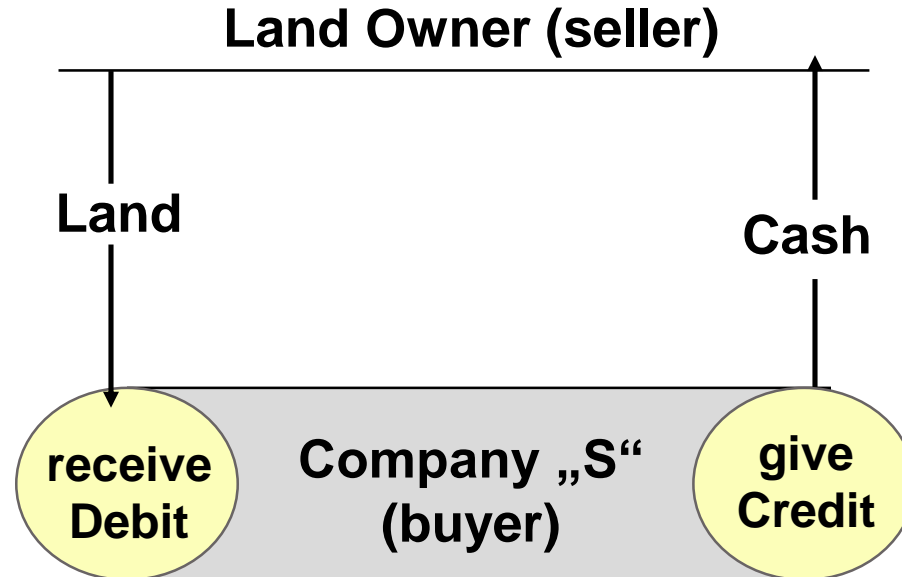 Land Owner (seller)
Land
Cash
receive
Debit
Company „S“
(buyer)
give
Credit